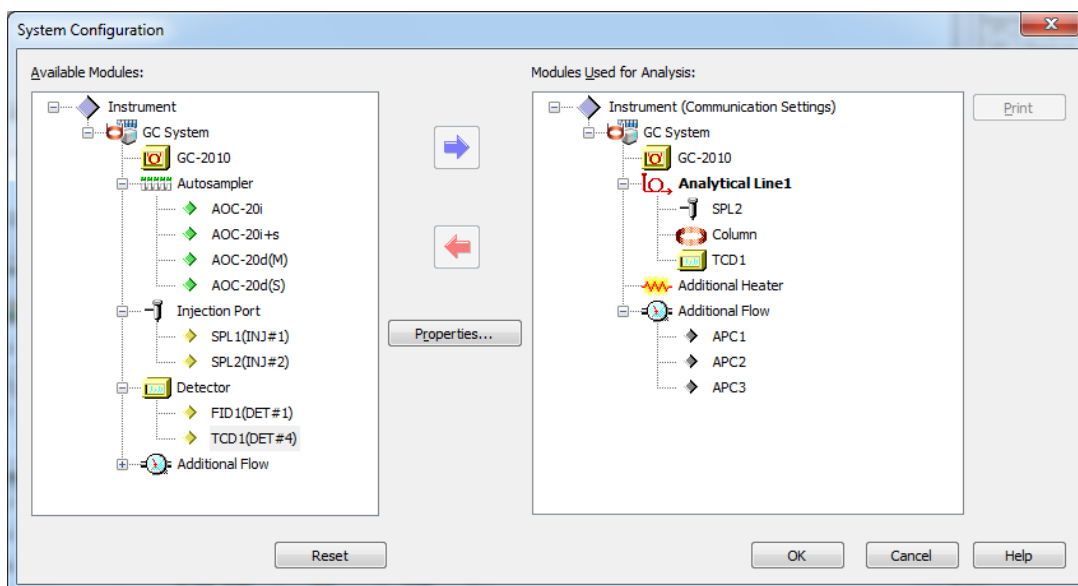 System Configuration
Available Modules:
Instrument
GC System
GC-2010
Autosampler
AOC-20i
AOC-20i+s
AOC-20d(M)
AOC-20d(S)
Injection Port
SPL1(INJ#1)
SPL2(INJ#2)
Detector
FID1(DET#1)
TCD1(DET#4)
Additional Flow
Reset
Properties...
Modules Used for Analysis:
Instrument (Communication Settings)
GC System
GC-2010
Analytical Line1
SPL2
Column
TCD1
Additional Heater
Additional Flow
APC1
APC2
APC3
Print
OK
Cancel
Help